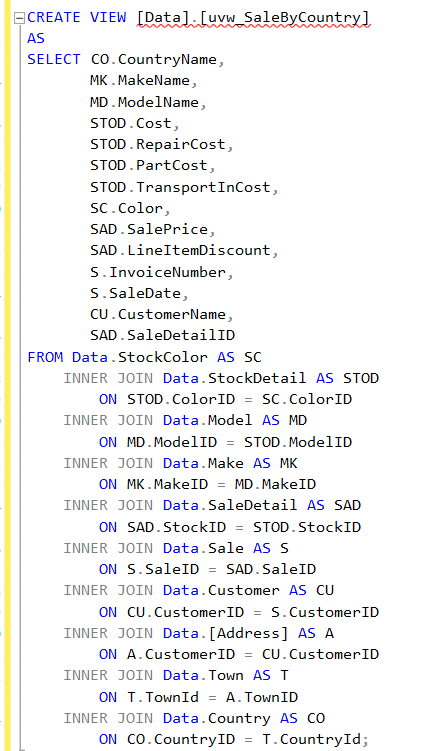 CREATE VIEW [Data].[uvw_SaleByCountry]
AS
SELECT CO.CountryName,
MK.MakeName,
MD.ModelName,
STOD.Cost,
STOD.RepairCost,
STOD.PartCost,
STOD.TransportInCost,
SC.Color,
SAD.SalePrice,
SAD.LineItemDiscount,
S.InvoiceNumber,
S.SaleDate,
CU.CustomerName,
SAD.SaleDetailID
FROM Data.StockColor AS SC
INNER JOIN Data.StockDetail AS STOD
ON STOD.ColorID = SC.ColorID
INNER JOIN Data.Model AS MD
ON MD.ModelID = STOD.ModelID
INNER JOIN Data.Make AS MK
ON MK.MakeID = MD.MakeID
INNER JOIN Data.SaleDetail AS SAD
ON SAD.StockID = STOD.StockID
INNER JOIN Data.Sale AS S
ON S.SaleID = SAD.SaleID
INNER JOIN Data.Customer AS CU
ON CU.CustomerID = S.CustomerID
INNER JOIN Data.[Address] AS A
ON A.CustomerID = CU.CustomerID
INNER JOIN Data.Town AS T
ON T.TownId = A.TownID
INNER JOIN Data.Country AS CO
ON CO.CountryID = T.CountryId;